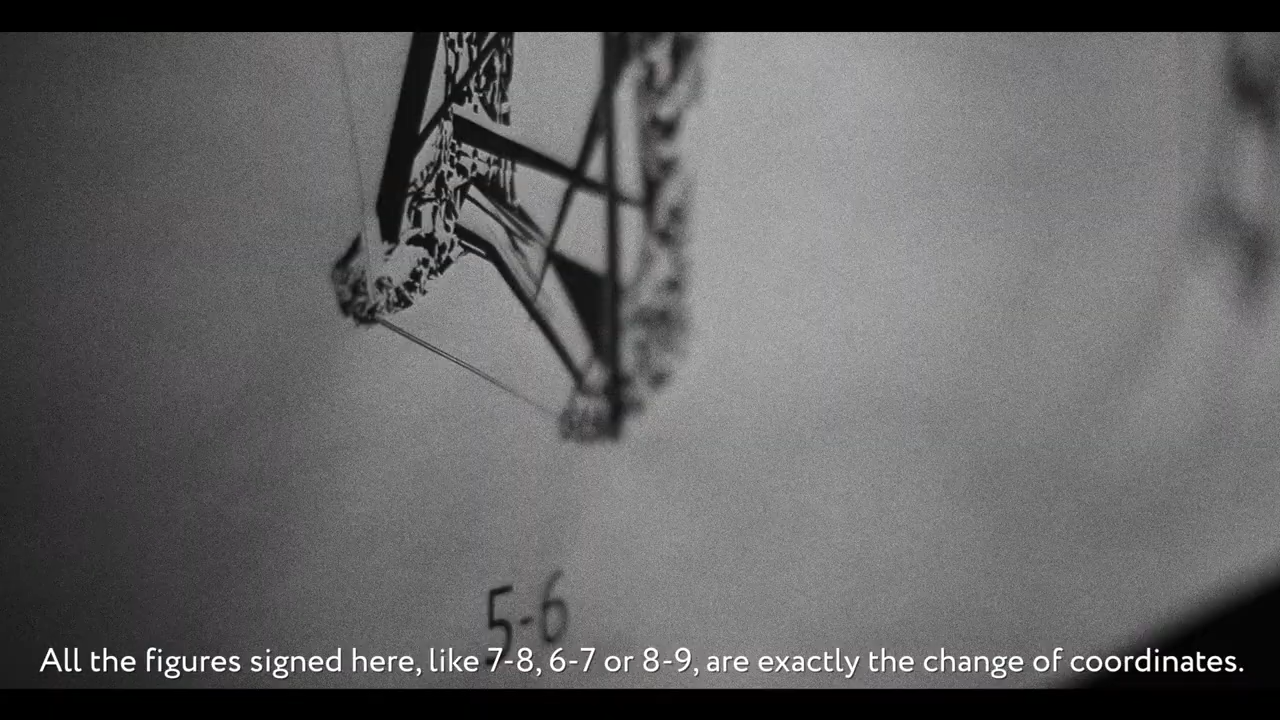 5-6
All the figures signed here, like 7-8, 6-7 or 8-9, are exactly the change of coordinates.